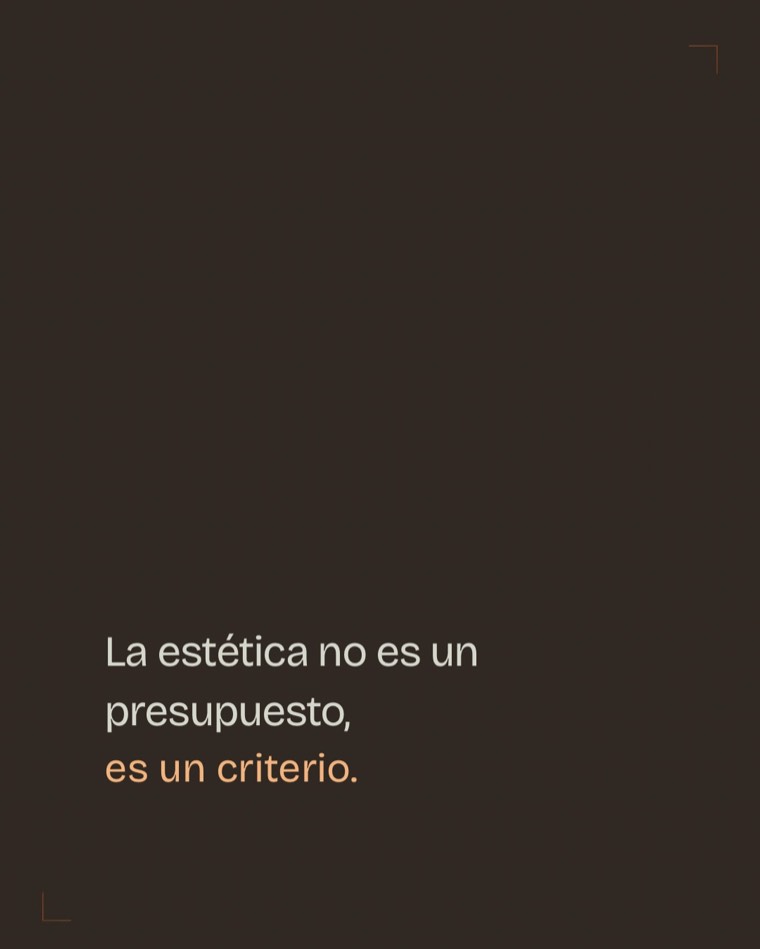 La estética no es un
presupuesto,
es un criterio.